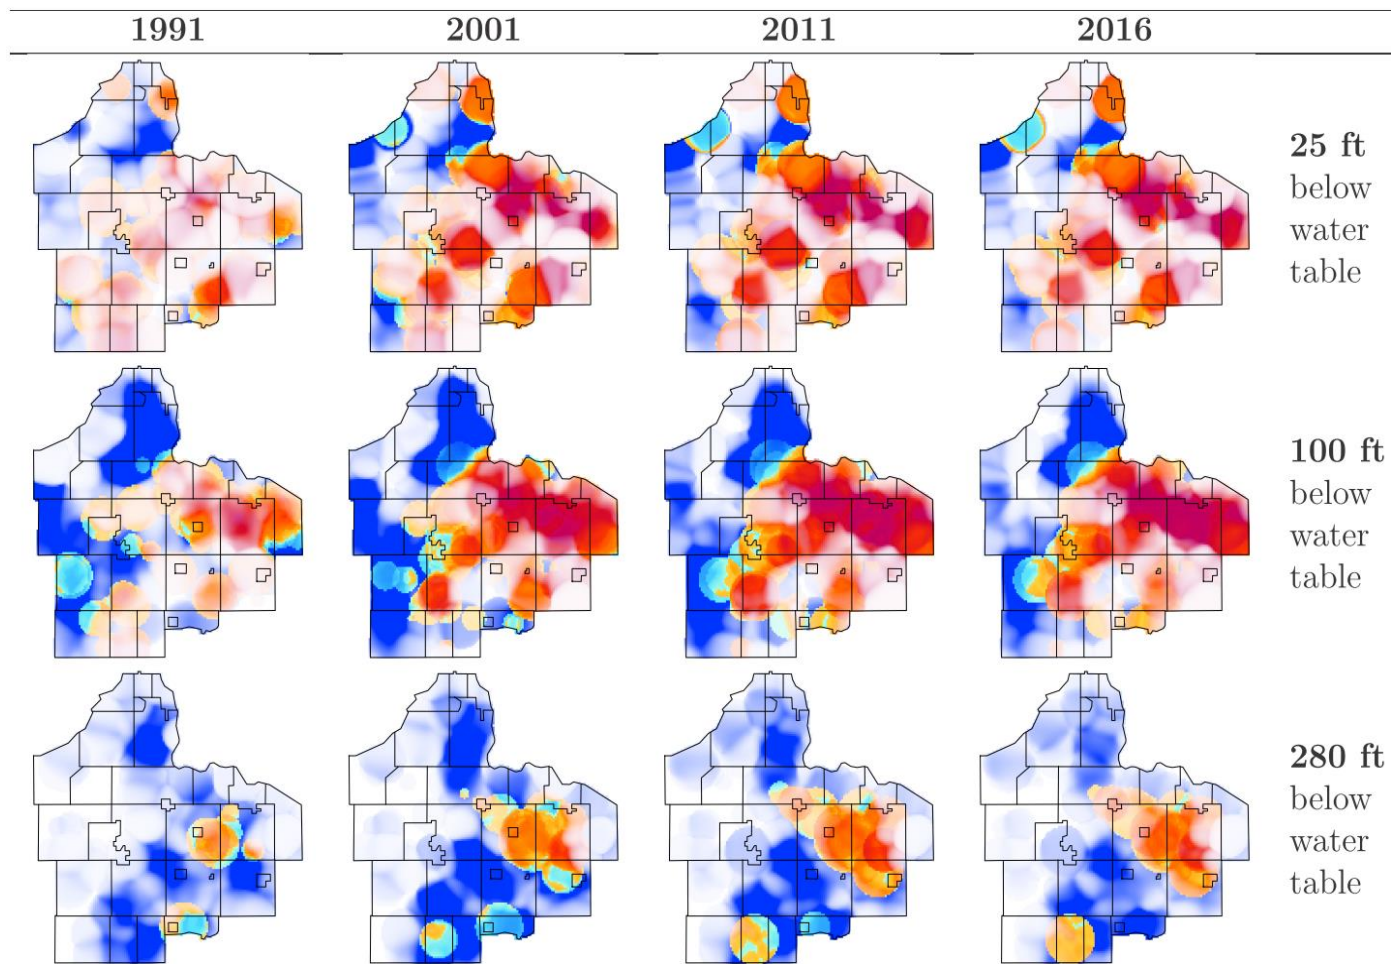 1991 2001 2011 2016
25 ft
below
water
table
100 ft
below
water
table
280 ft
below
water
table